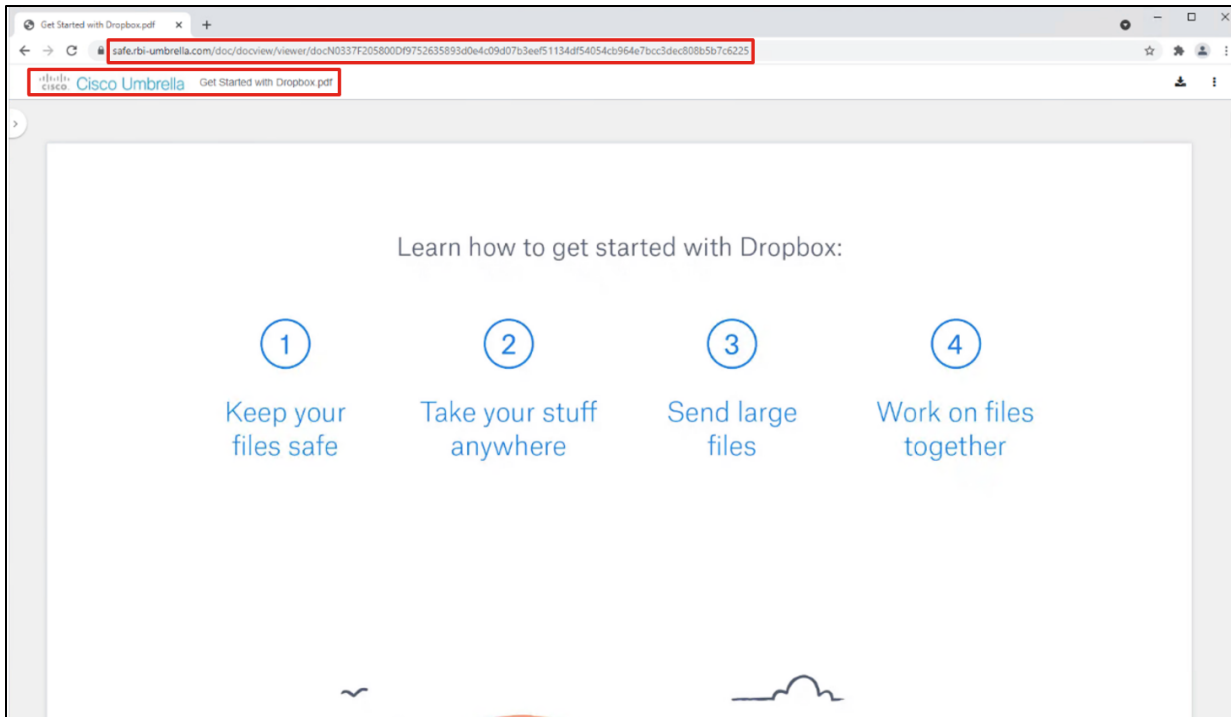 Get Started with Dropbox.pdf
safe.rbi-umbrella.com/doc/docview/viewer/docN0337F205800Df9752635893d0e4c09d07b3eef51134df54054cb964e7bcc3dec808b5b7c6225
cisco Cisco Umbrella Get Started with Dropbox.pdf
Learn how to get started with Dropbox:
1 2 3 4
Keep your Take your stuff Send large Work on files
files safe anywhere files together